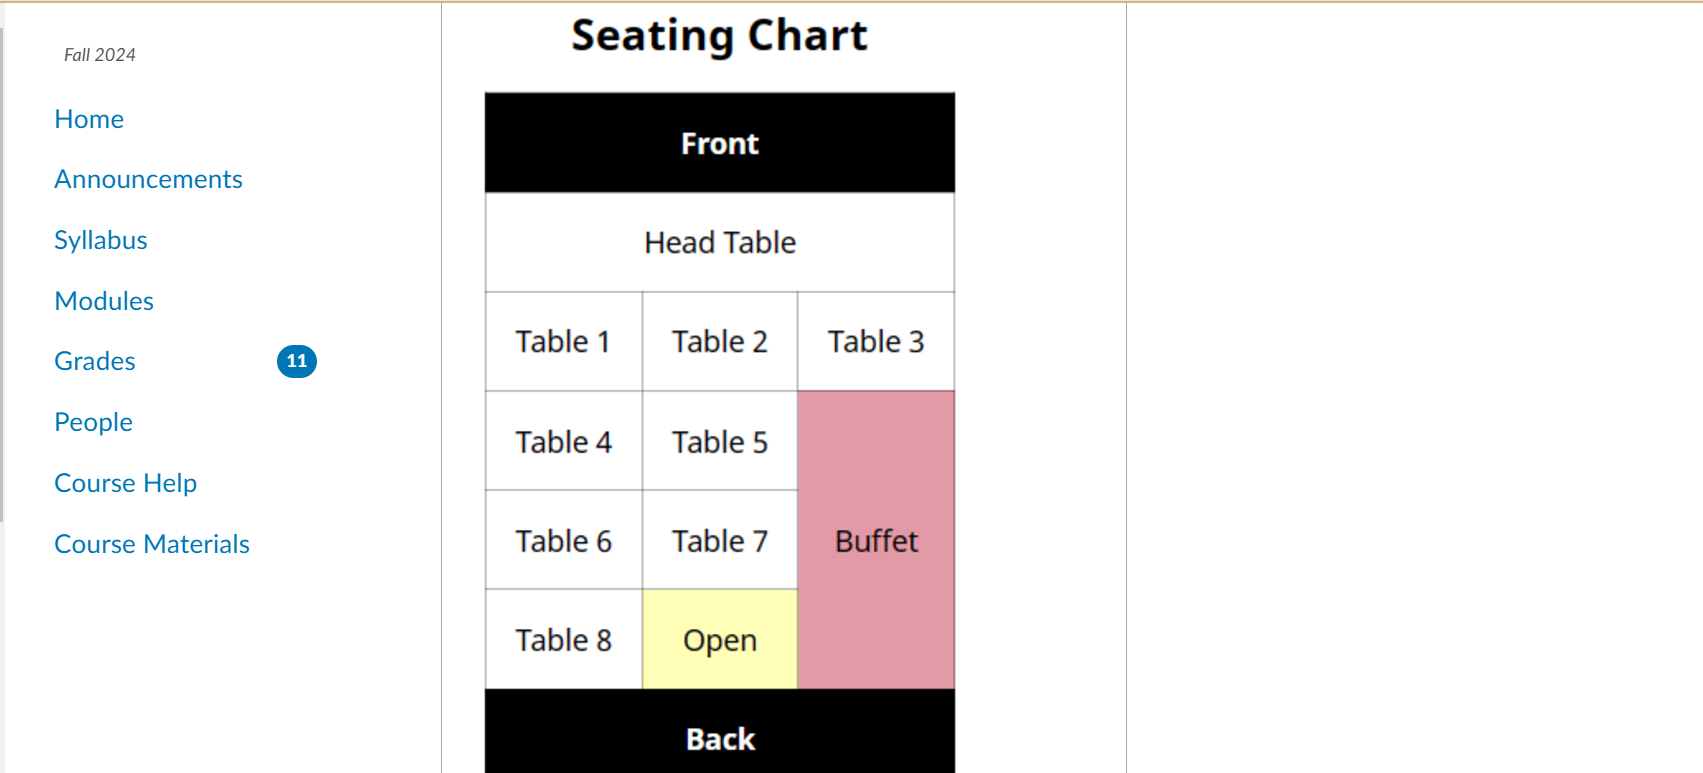 Fall 2024
Home
Announcements
Syllabus
Modules
Grades 11
People
Course Help
Course Materials
Seating Chart
Front
Head Table
Table 1 Table 2 Table 3
Table 4 Table 5
Table 6 Table 7 Buffet
Table 8 Open
Back